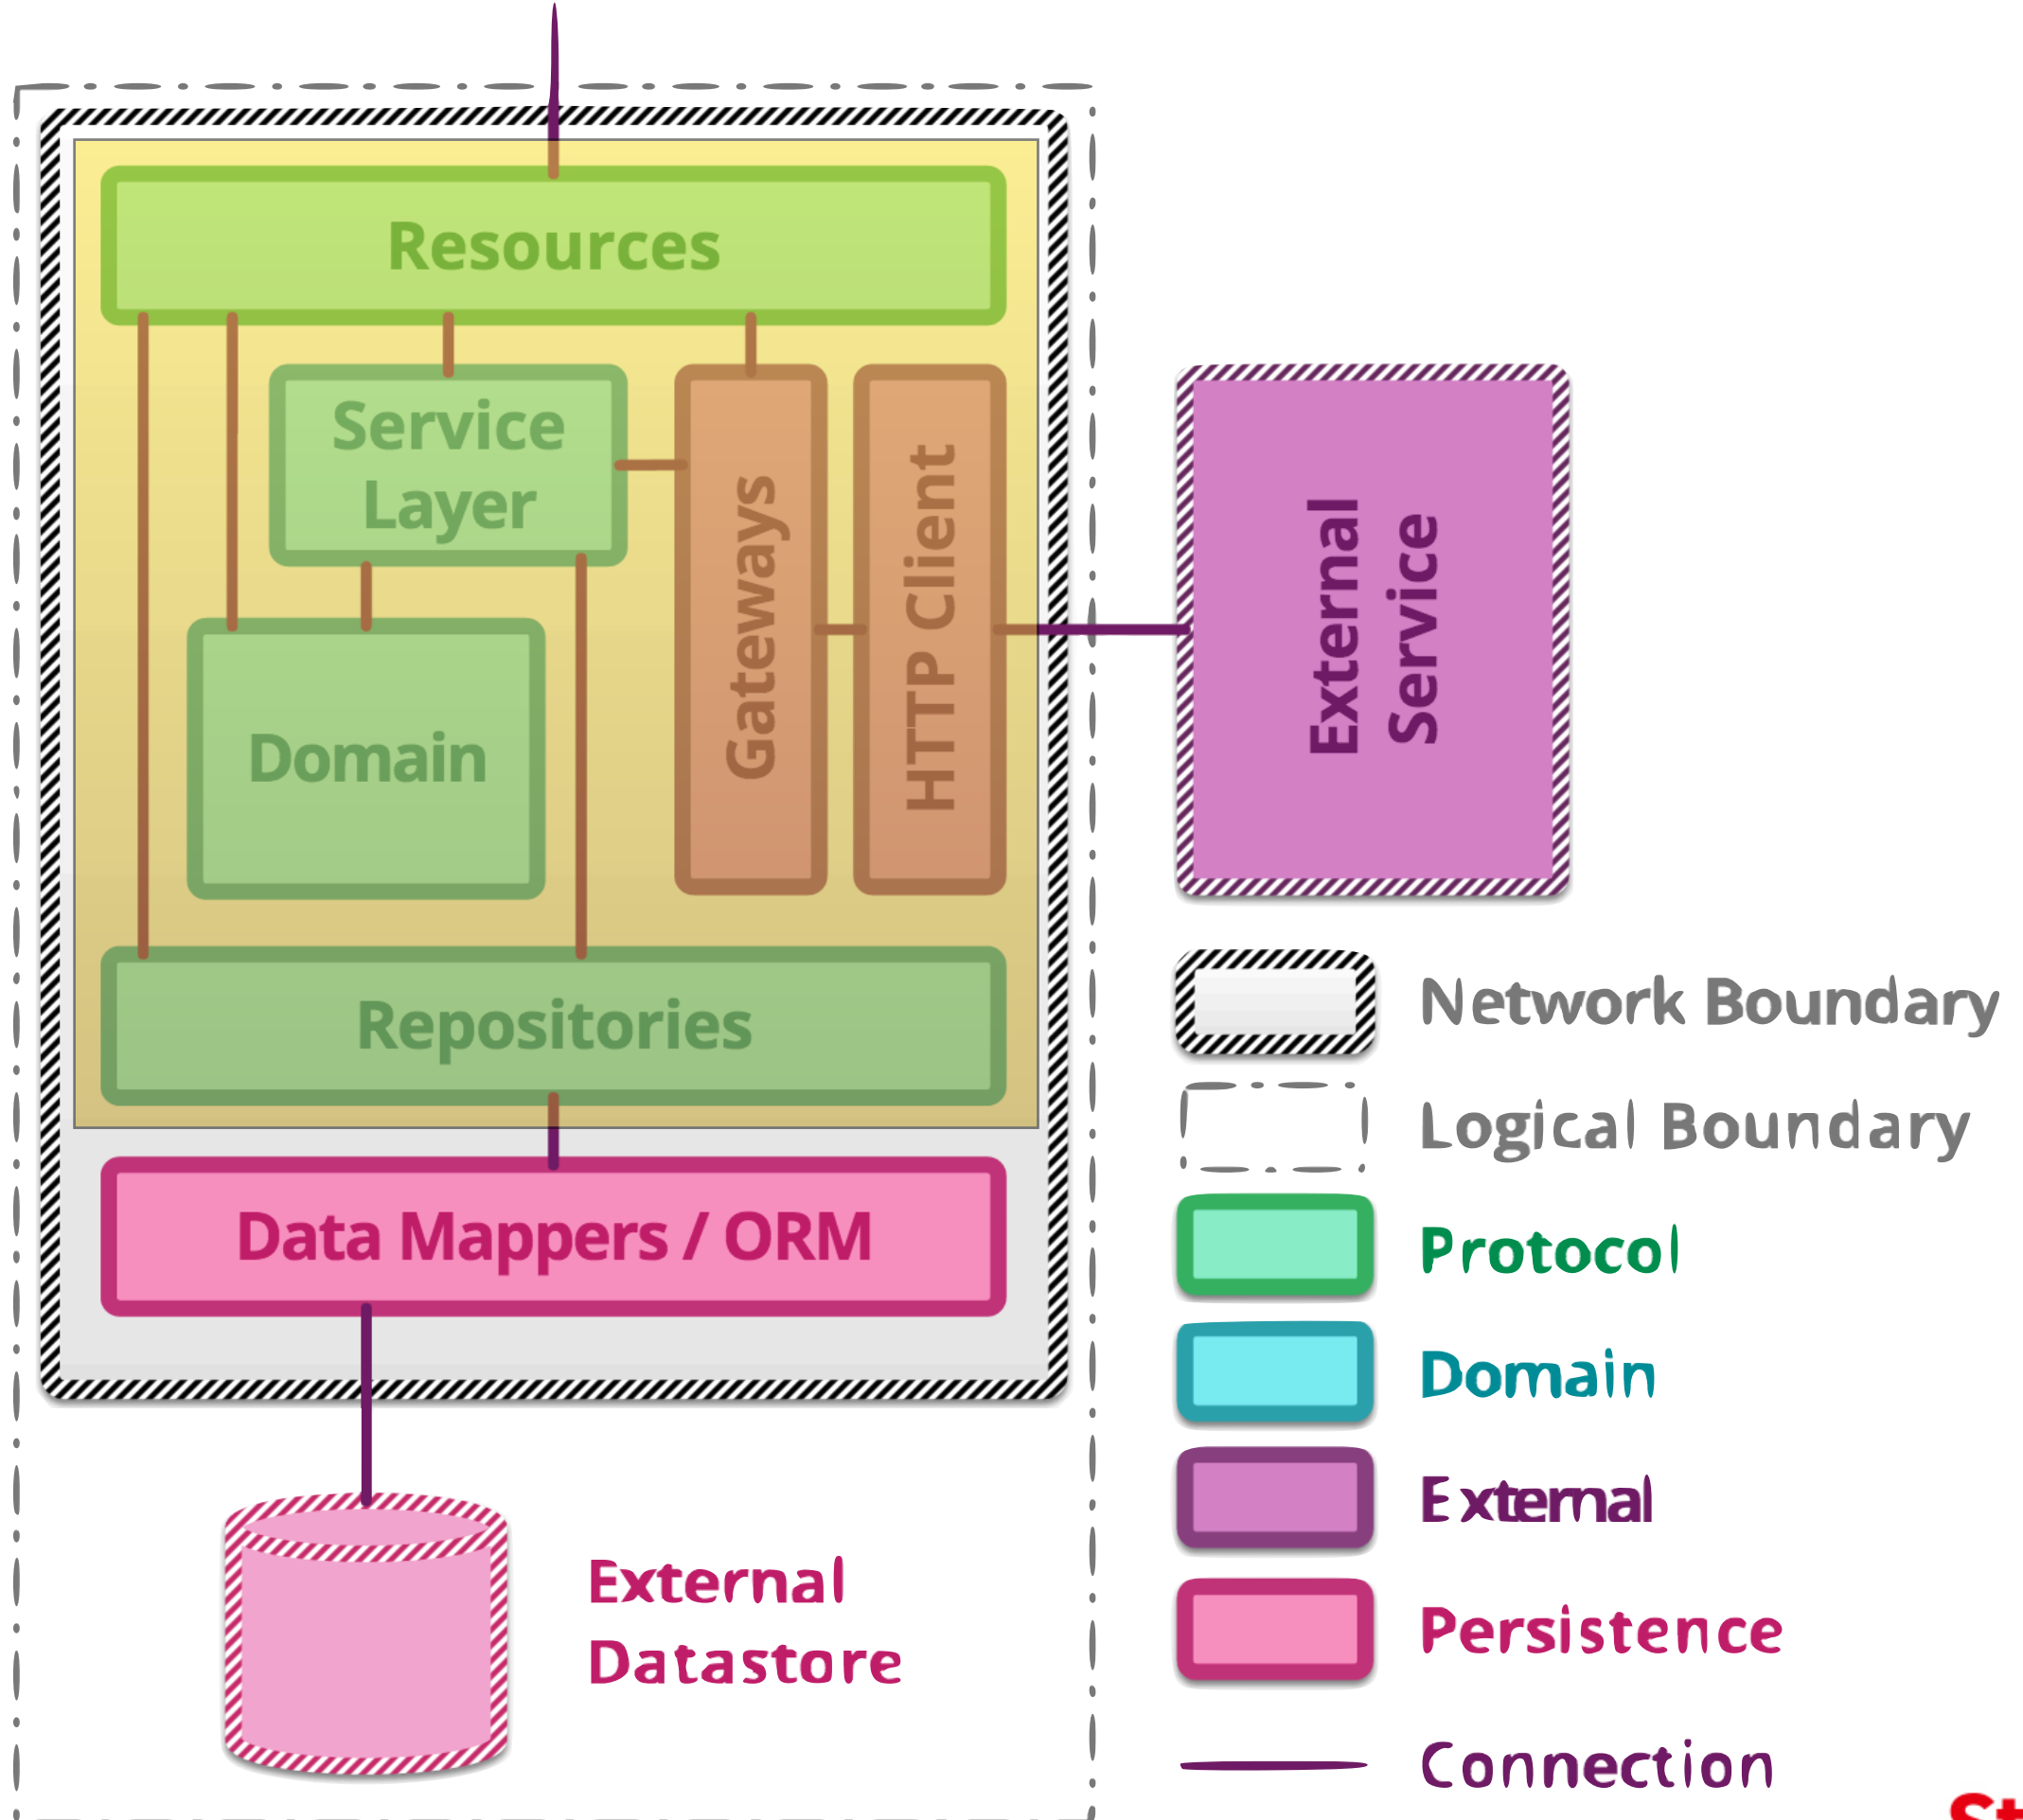 Resources
Service
Layer
Gateways
HTTP Client
Domain
Repositories
Data Mappers / ORM
External
Datastore
External
Service
Network Boundary
Logical Boundary
Protocol
Domain
External
Persistence
Connection
St